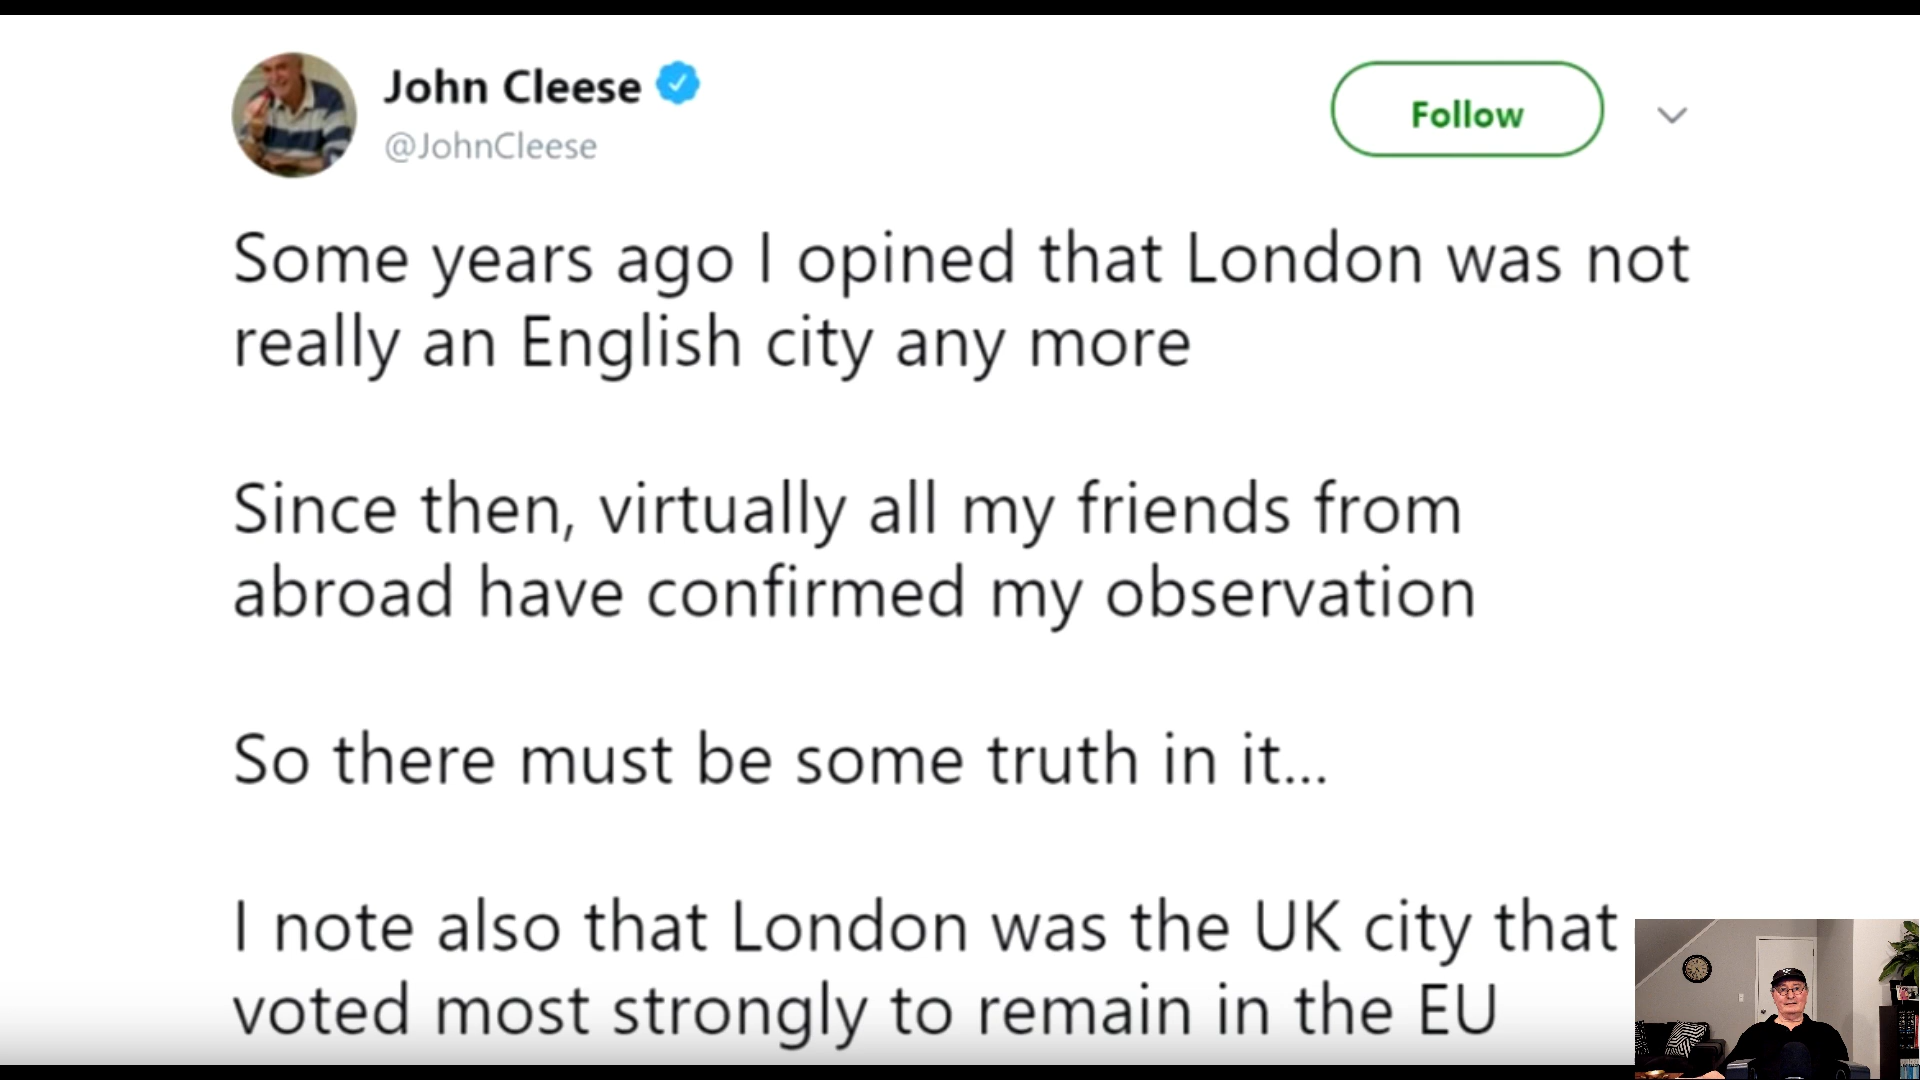 John Cleese
@JohnCleese
Follow
Some years ago I opined that London was not
really an English city any more
Since then, virtually all my friends from
abroad have confirmed my observation
So there must be some truth in it...
I note also that London was the UK city that
voted most strongly to remain in the EU